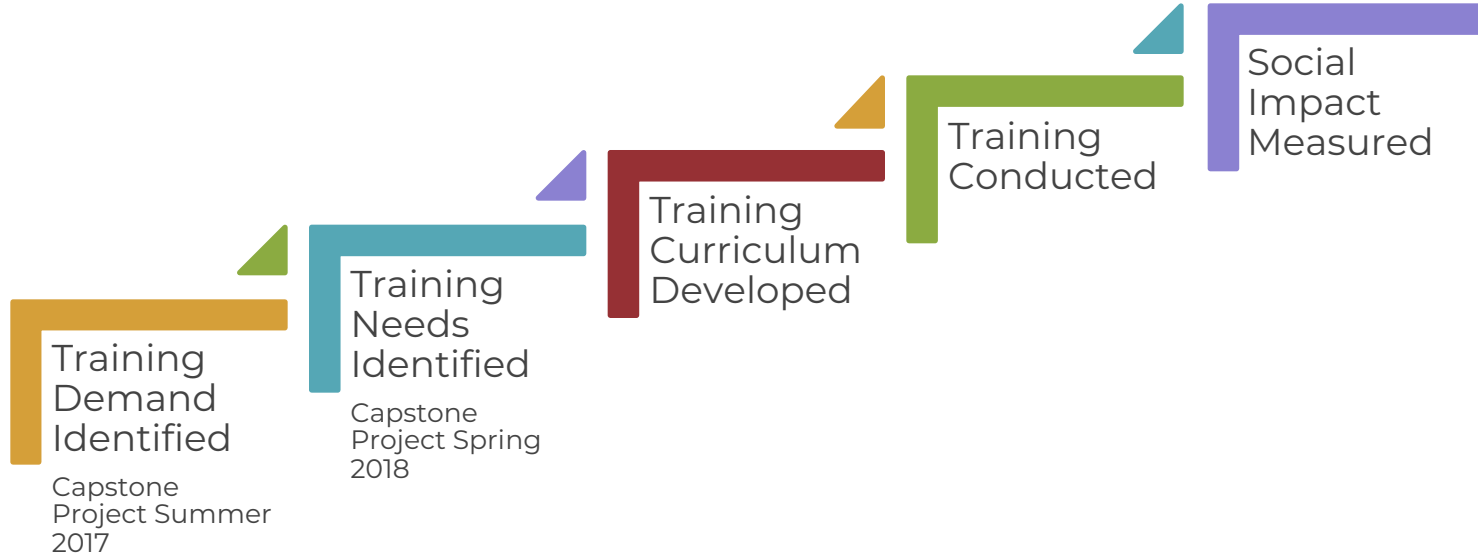 Training
Demand
Identified
Capstone
Project Summer
2017
Training
Needs
Identified
Capstone
Project Spring
2018
Training
Curriculum
Developed
Training
Conducted
Social
Impact
Measured